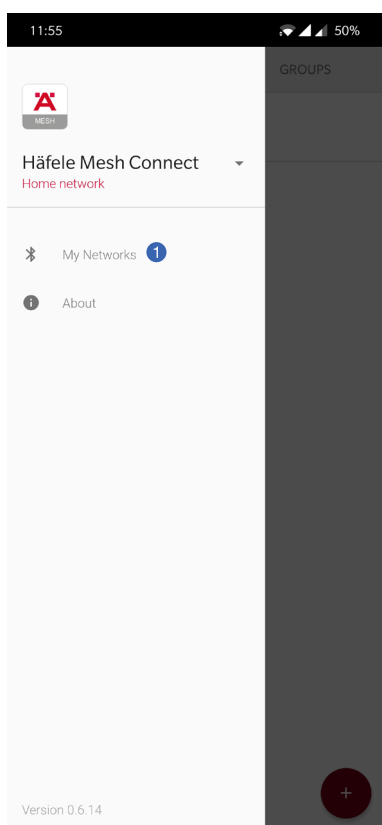 11:55
50%
GROUPS
MESH
Häfele Mesh Connect
Home network
My Networks 1
About
+
Version 0.6.14